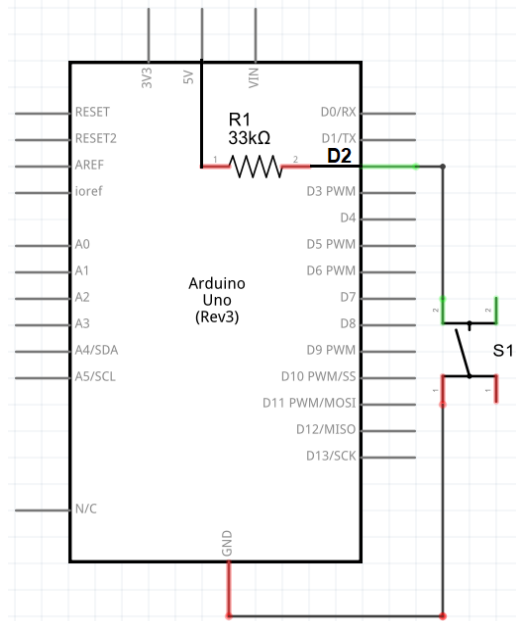 3V3
5V
VIN
RESET
RESET2
AREF
ioref
A0
A1
A2
A3
A4/SDA
A5/SCL
N/C
R1
33kΩ
1
2
D2
Arduino
Uno
(Rev3)
D0/RX
D1/TX
D3 PWM
D4
D5 PWM
D6 PWM
D7
D8
D9 PWM
D10 PWM/SS
D11 PWM/MOSI
D12/MISO
D13/SCK
GND
2
2
S1
1
1